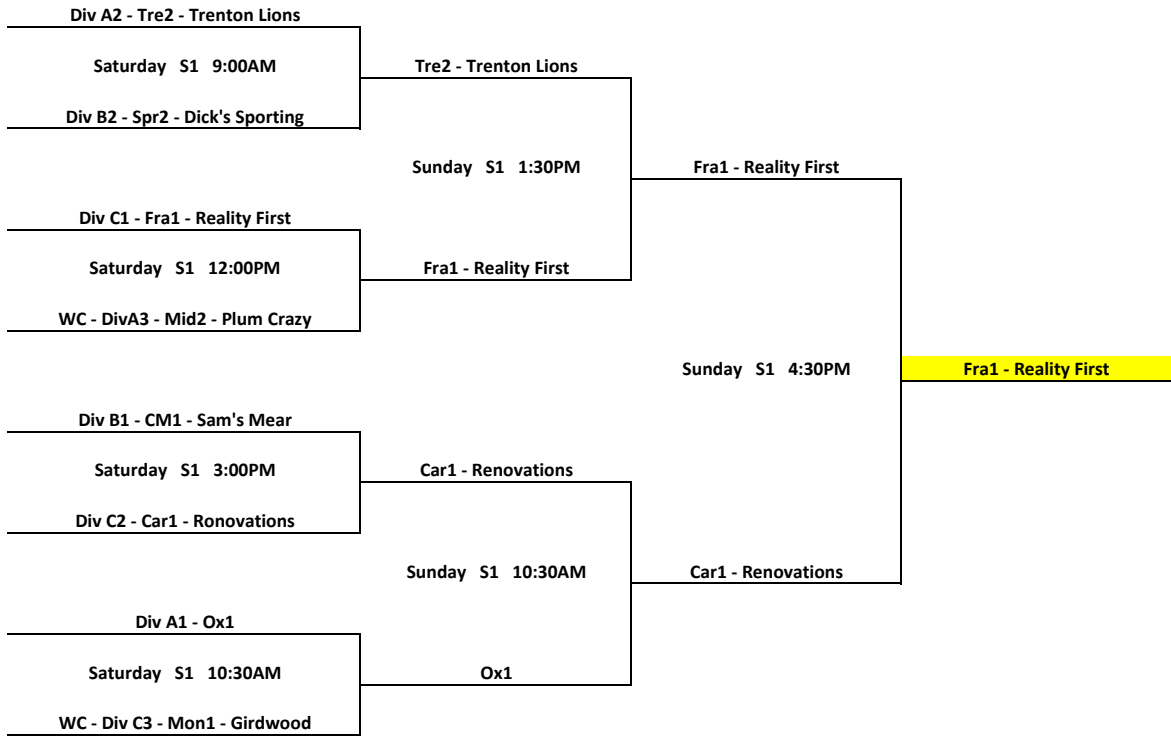 Div A2 - Tre2 - Trenton Lions
Saturday S1 9:00AM
Tre2 - Trenton Lions
Div B2 - Spr2 - Dick's Sporting
Sunday S1 1:30PM
Fra1 - Reality First
Div C1 - Fra1 - Reality First
Saturday S1 12:00PM
Fra1 - Reality First
WC - DivA3 - Mid2 - Plum Crazy
Sunday S1 4:30PM
Fra1 - Reality First
Div B1 - CM1 - Sam's Mear
Saturday S1 3:00PM
Car1 - Renovations
Div C2 - Car1 - Ronovations
Sunday S1 10:30AM
Car1 - Renovations
Div A1 - Ox1
Saturday S1 10:30AM
Ox1
WC - Div C3 - Mon1 - Girdwood